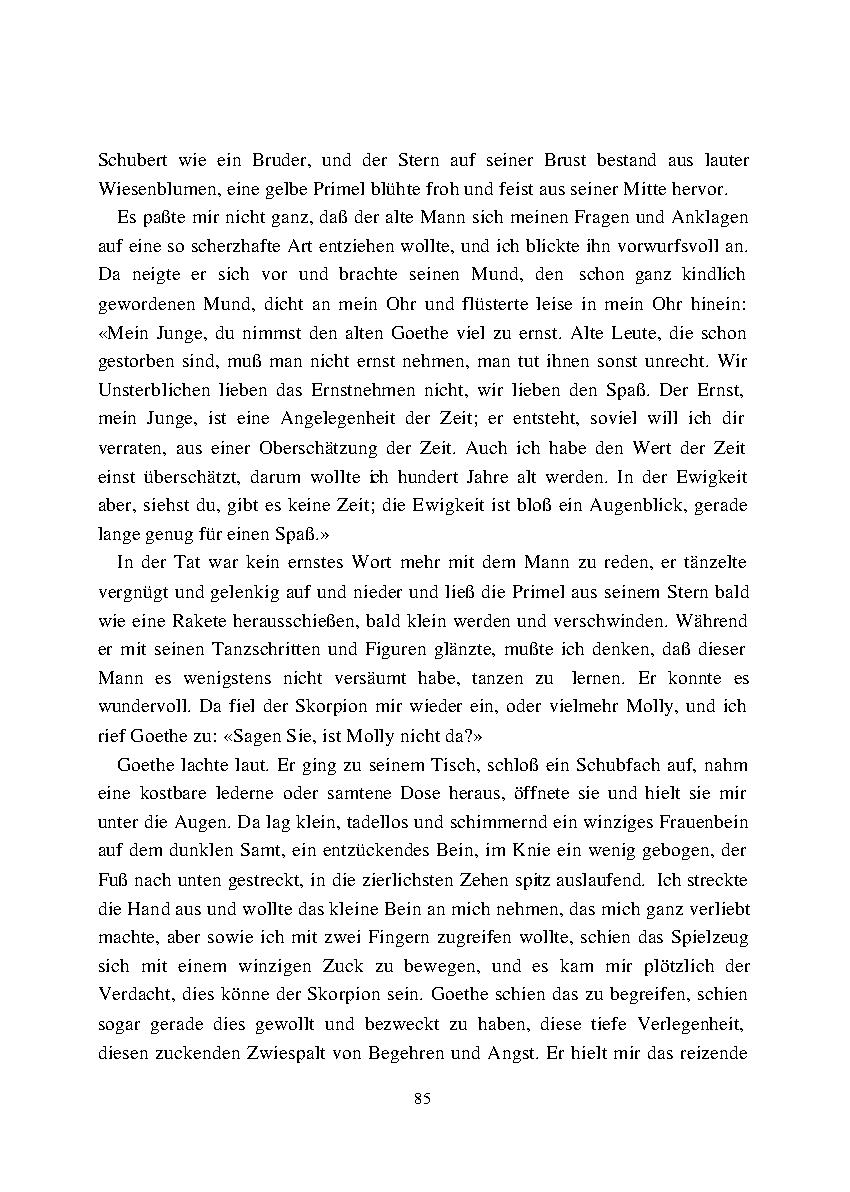 Schubert wie ein Bruder, und der Stern auf seiner Brust bestand aus lauter
Wiesenblumen, eine gelbe Primel blühte froh und feist aus seiner Mitte hervor.
Es paßte mir nicht ganz, daß der alte Mann sich meinen Fragen und Anklagen
auf eine so scherzhafte Art entziehen wollte, und ich blickte ihn vorwurfsvoll an.
Da neigte er sich vor und brachte seinen Mund, den schon ganz kindlich
gewordenen Mund, dicht an mein Ohr und flüsterte leise in mein Ohr hinein:
«Mein Junge, du nimmst den alten Goethe viel zu ernst. Alte Leute, die schon
gestorben sind, muß man nicht ernst nehmen, man tut ihnen sonst unrecht. Wir
Unsterblichen lieben das Ernstnehmen nicht, wir lieben den Spaß. Der Ernst,
mein Junge, ist eine Angelegenheit der Zeit; er entsteht, soviel will ich dir
verraten, aus einer Oberschätzung der Zeit. Auch ich habe den Wert der Zeit
einst überschätzt, darum wollte ich hundert Jahre alt werden. In der Ewigkeit
aber, siehst du, gibt es keine Zeit; die Ewigkeit ist bloß ein Augenblick, gerade
lange genug für einen Spaß.»
In der Tat war kein ernstes Wort mehr mit dem Mann zu reden, er tänzelte
vergnügt und gelenkig auf und nieder und ließ die Primel aus seinem Stern bald
wie eine Rakete herausschießen, bald klein werden und verschwinden. Während
er mit seinen Tanzschritten und Figuren glänzte, mußte ich denken, daß dieser
Mann es wenigstens nicht versäumt habe, tanzen zu lernen. Er konnte es
wundervoll. Da fiel der Skorpion mir wieder ein, oder vielmehr Molly, und ich
rief Goethe zu: «Sagen Sie, ist Molly nicht da?»
Goethe lachte laut. Er ging zu seinem Tisch, schloß ein Schubfach auf, nahm
eine kostbare lederne oder samtene Dose heraus, öffnete sie und hielt sie mir
unter die Augen. Da lag klein, tadellos und schimmernd ein winziges Frauenbein
auf dem dunklen Samt, ein entzückendes Bein, im Knie ein wenig gebogen, der
Fuß nach unten gestreckt, in die zierlichsten Zehen spitz auslaufend. Ich streckte
die Hand aus und wollte das kleine Bein an mich nehmen, das mich ganz verliebt
machte, aber sowie ich mit zwei Fingern zugreifen wollte, schien das Spielzeug
sich mit einem winzigen Zuck zu bewegen, und es kam mir plötzlich der
Verdacht, dies könne der Skorpion sein. Goethe schien das zu begreifen, schien
sogar gerade dies gewollt und bezweckt zu haben, diese tiefe Verlegenheit,
diesen zuckenden Zwiespalt von Begehren und Angst. Er hielt mir das reizende
85